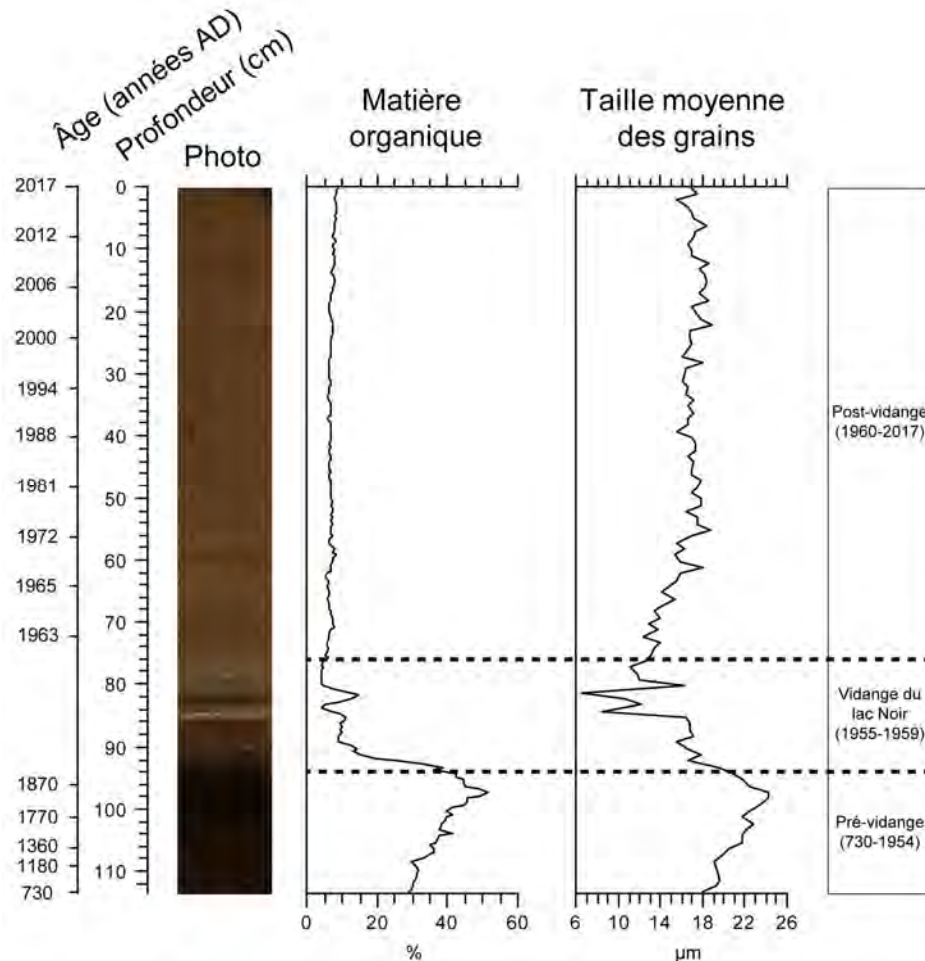 Âge (années AD)
Profondeur (cm)
Photo
Matière
organique
Taille moyenne
des grains
2017
2012
2006
2000
1994
1988
1981
1972
1965
1963
1870
1770
1360
1180
730
0
10
20
30
40
50
60
70
80
90
100
110
0 20 40 60
%
6 10 14 18 22 26
µm
Post-vidange
(1960-2017)
Vidange du
lac Noir
(1955-1959)
Pré-vidange
(730-1954)